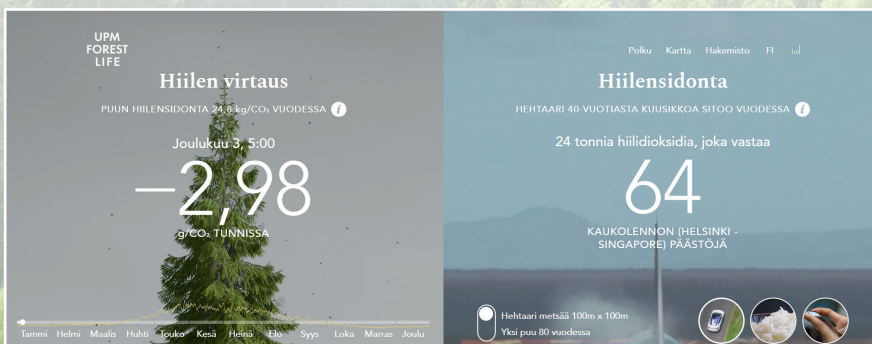 UPM
FOREST
LIFE
Hiilen virtaus
PUUN HIILENSIDONTA 24,8 kg/CO₂ VUODESSA i
Joulukuu 3, 5:00
–2,98
g/CO₂ TUNNISSA
Tammi Helmi Maalis Huhti Touko Kesä Heinä Elo Syys Loka Marras Joulu
Polku Kartta Hakemisto FI
Hiilensidonta
HEHTAARI 40-VUOTIASTA KUUSIKKOA SITOO VUODESSA i
24 tonnia hiilidioksidia, joka vastaa
64
KAUKOLENNON (HELSINKI -
SINGAPORE) PÄÄSTÖJÄ
Hehtaari metsää 100m x 100m
Yksi puu 80 vuodessa